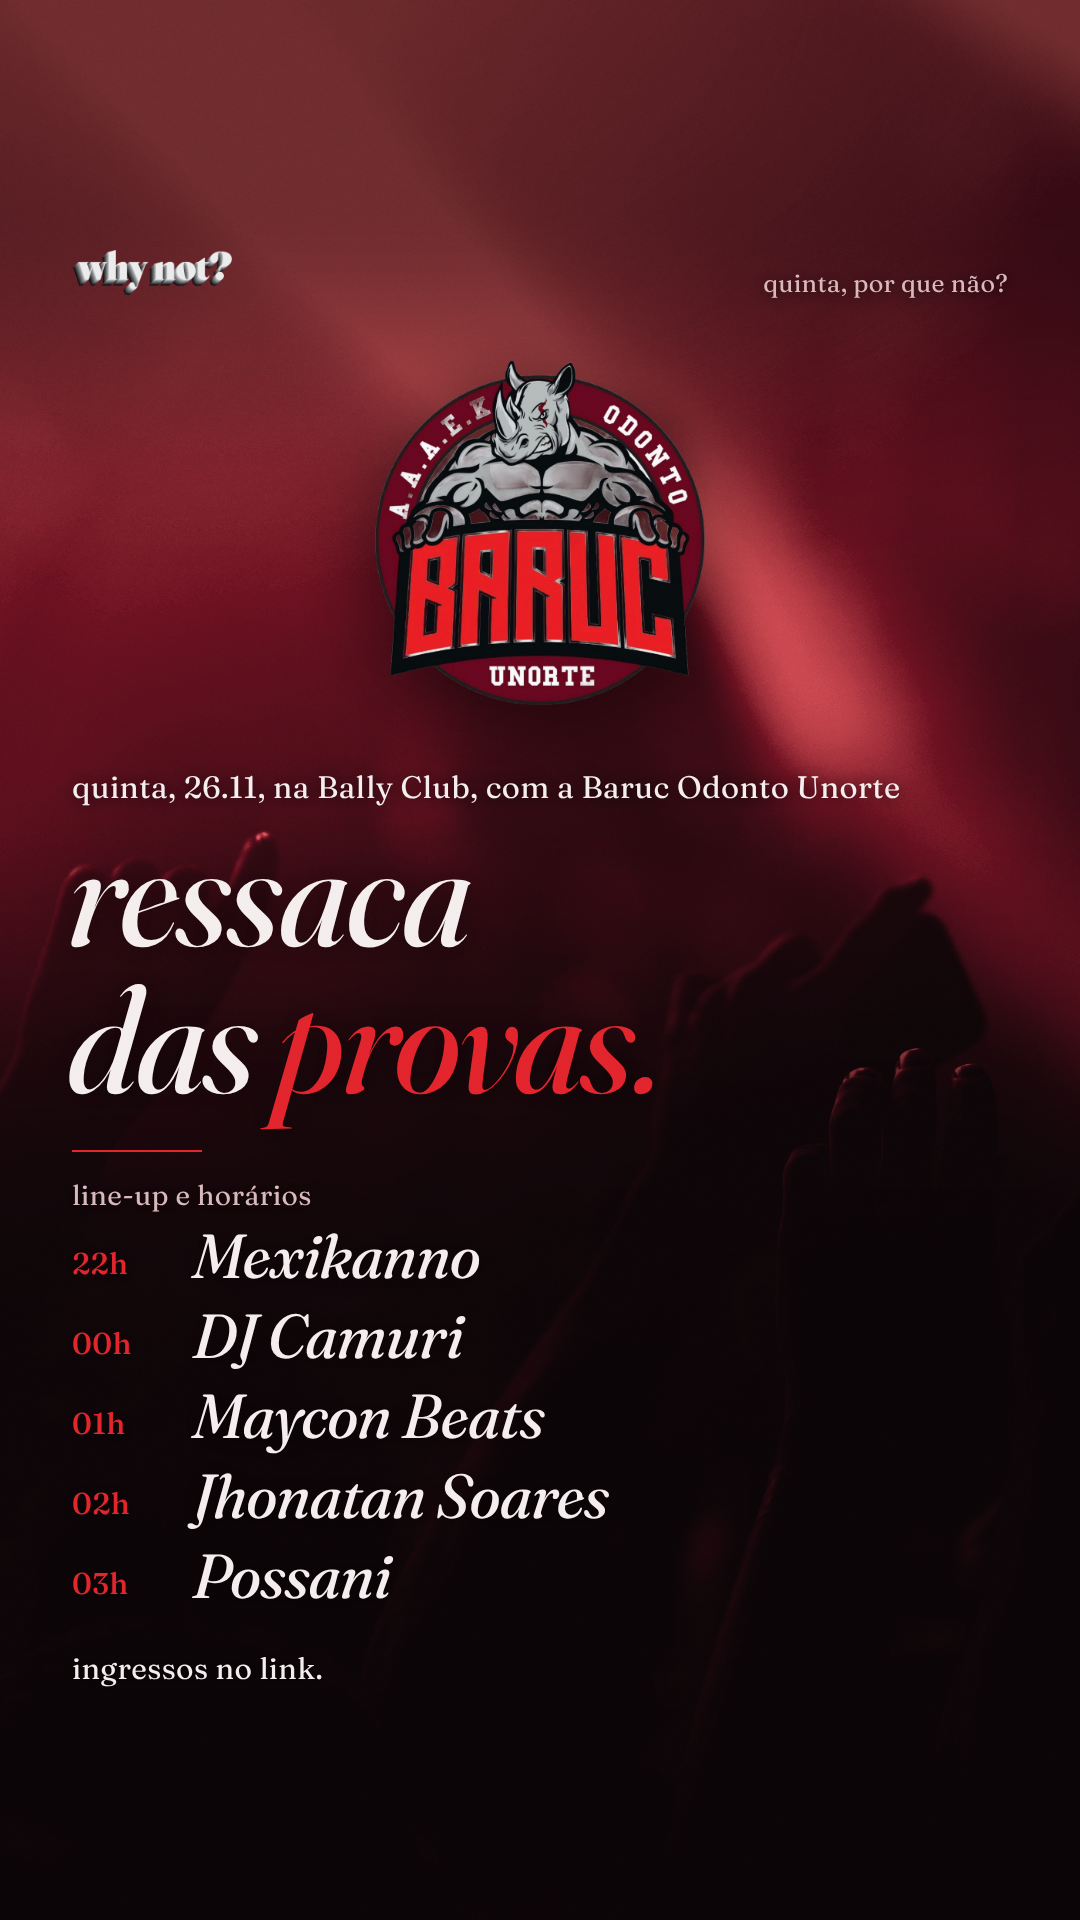 why not?
quinta, por que não?
A.A.A.E.K
ODONTO
BARUC
UNORTE
quinta, 26.11, na Bally Club, com a Baruc Odonto Unorte
ressaca
das provas.
line-up e horários
22h Mexikanno
00h DJ Camuri
01h Maycon Beats
02h Jhonatan Soares
03h Possani
ingressos no link.